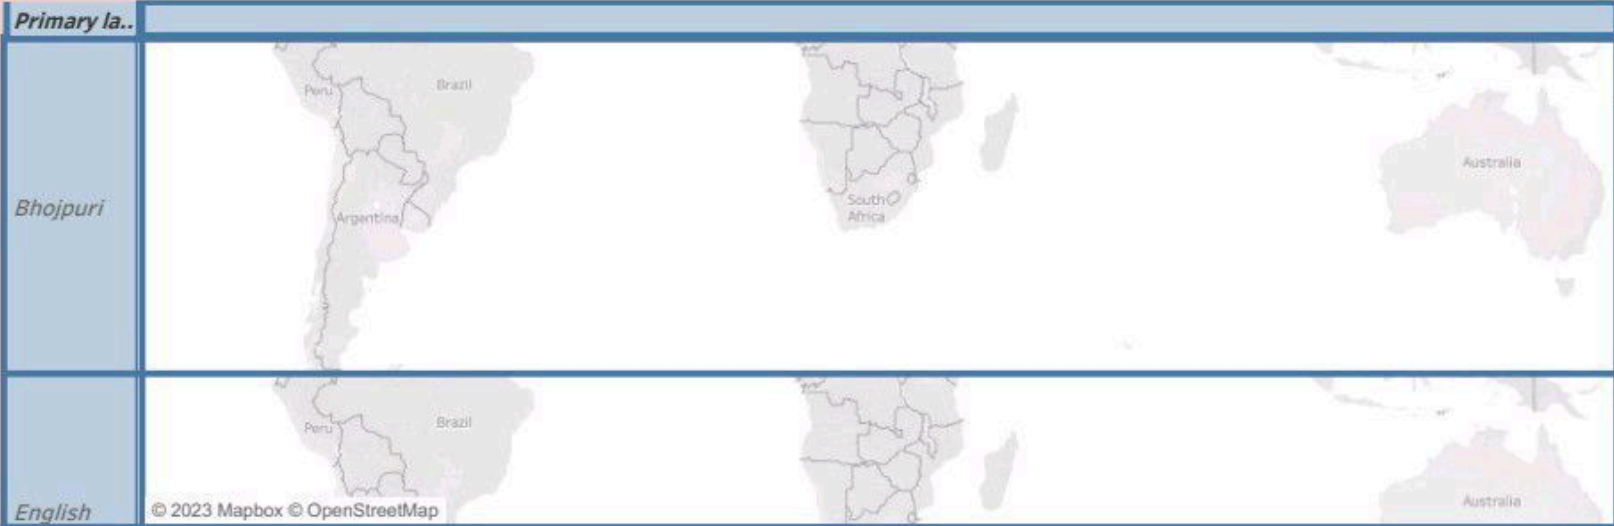 Primary la..
Bhojpuri
Peru
Brazil
Argentina
South
Africa
Australia
English
Peru
Brazil
Australia
© 2023 Mapbox © OpenStreetMap